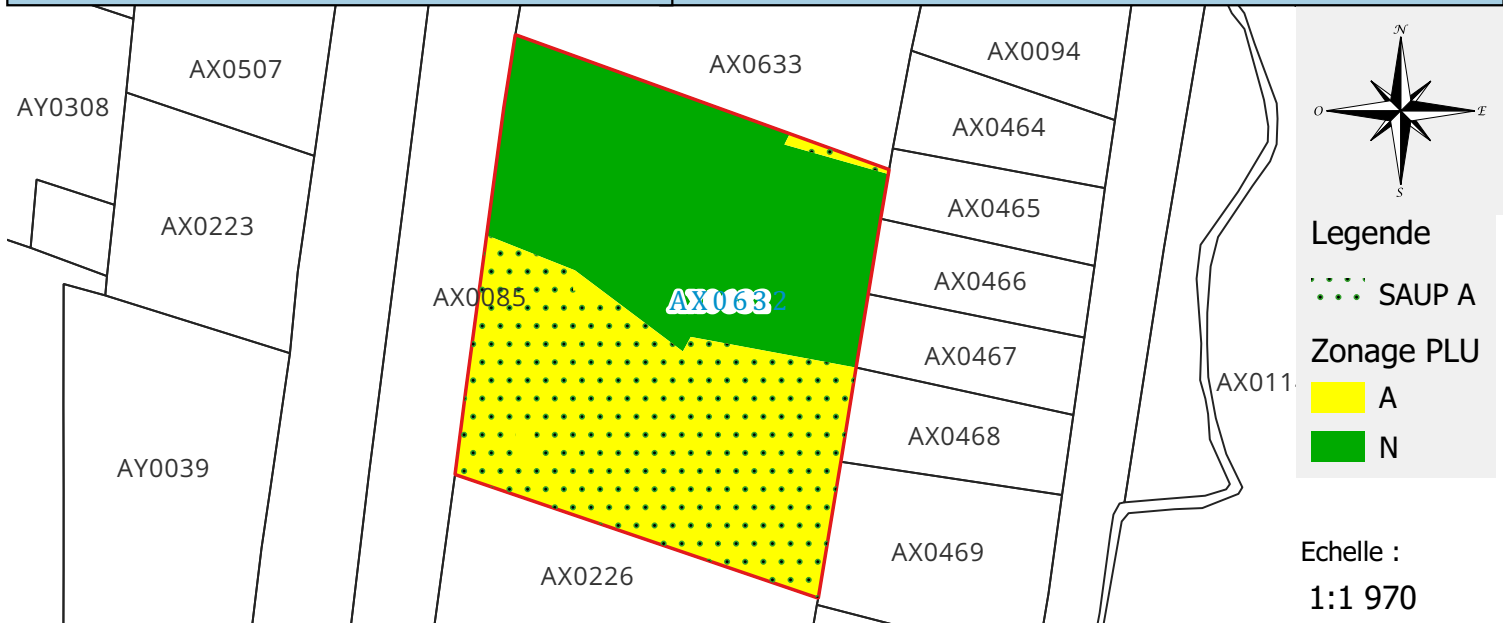 AX0507
AX0633
AX0094
AY0308
AX0464
AX0223
AX0465
AX0466
AX0085
AX0632
AX0467
AX0468
AY0039
AX0469
AX0226
N
O
E
S
Legende
SAUP A
Zonage PLU
A
N
Echelle :
1:1 970